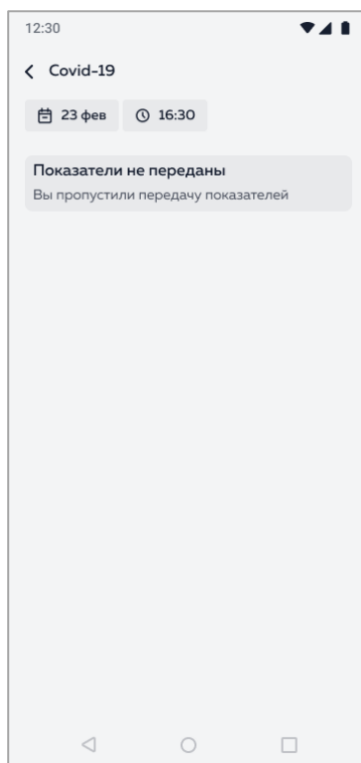 12:30
Covid-19
23 фев 16:30
Показатели не переданы
Вы пропустили передачу показателей